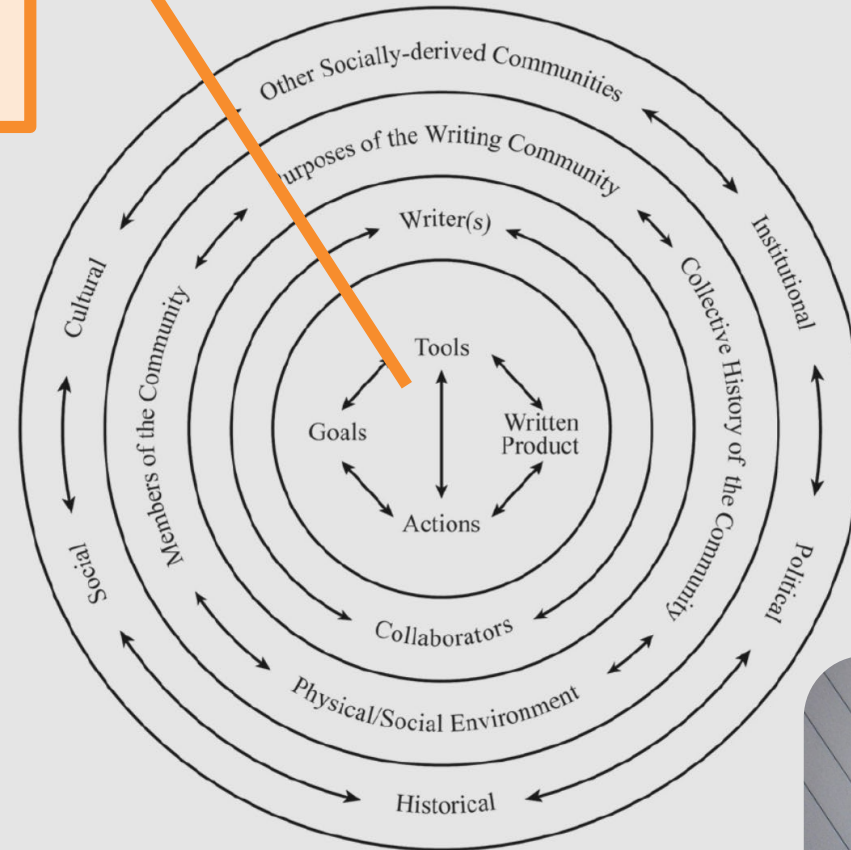 Other Socially-derived Communities
Purposes of the Writing Community
Writer(s)
Institutional
Cultural
Collective History of the Community
Members of the Community
Tools
Goals
Written
Product
Actions
Social
Political
Collaborators
Physical/Social Environment
Historical